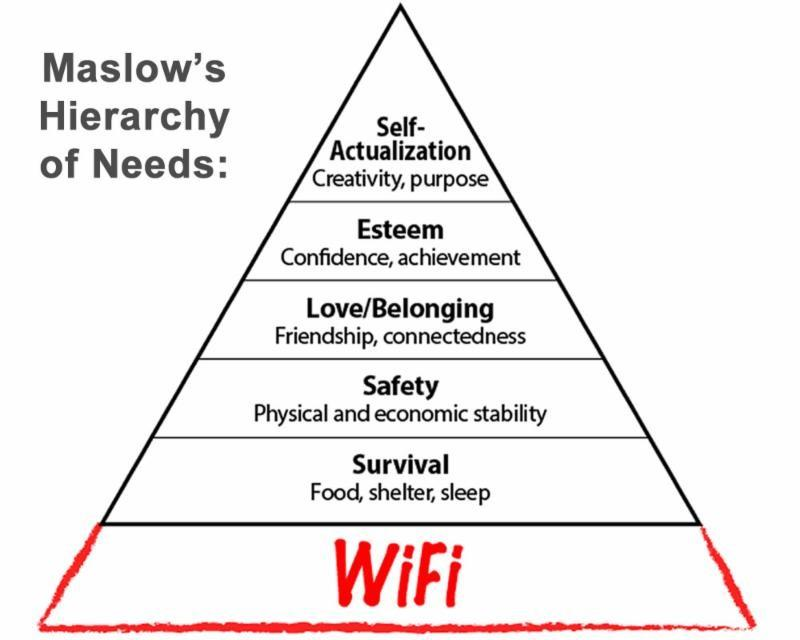 Maslow's
Hierarchy
of Needs:
Self-
Actualization
Creativity, purpose
Esteem
Confidence, achievement
Love/Belonging
Friendship, connectedness
Safety
Physical and economic stability
Survival
Food, shelter, sleep
WiFi